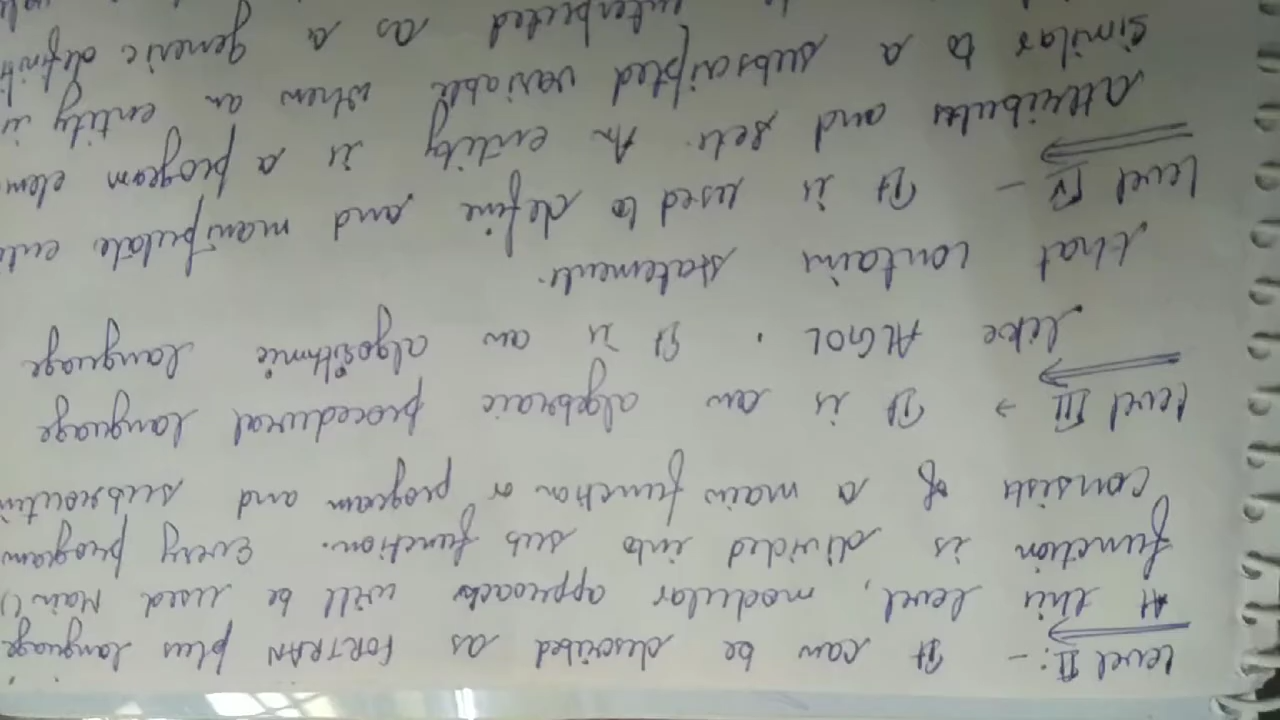 Level II:- It can be described as FORTRAN plus language
At this level, modular approach will be used Main()
function is divided into sub function. Every program
consists of a main function or program and subroutin
Level III → It is an algebraic procedural language
like ALGOL. It is an algorithmic language
that contains statements.
Level IV - It is used to define and manipulate enti
attributes and sets. An entity is a program elem
similar to a subscripted variable when an entity is
interpreted as a generic definiti